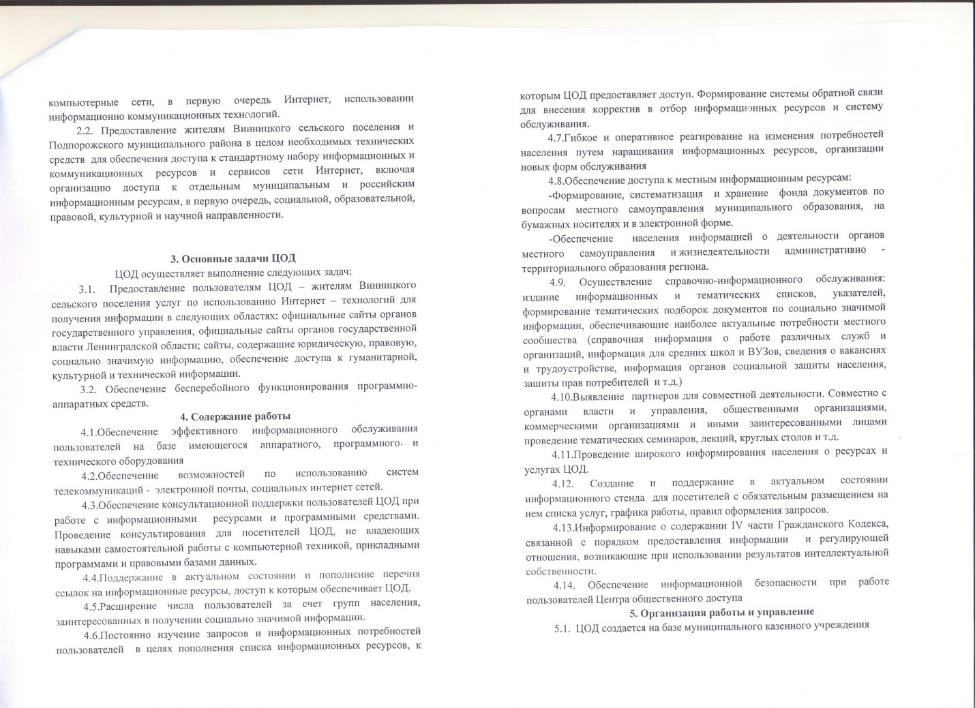 компьютерные сети, в первую очередь Интернет, использовании
информационно коммуникационных технологий.
2.2. Предоставление жителям Винницкого сельского поселения и
Подпорожского муниципального района в целом необходимых технических
средств для обеспечения доступа к стандартному набору информационных и
коммуникационных ресурсов и сервисов сети Интернет, включая
организацию доступа к отдельным муниципальным и российским
информационным ресурсам, в первую очередь, социальной, образовательной,
правовой, культурной и научной направленности.
3. Основные задачи ЦОД
ЦОД осуществляет выполнение следующих задач:
3.1. Предоставление пользователям ЦОД – жителям Винницкого
сельского поселения услуг по использованию Интернет – технологий для
получения информации в следующих областях: официальные сайты органов
государственного управления, официальные сайты органов государственной
власти Ленинградской области; сайты, содержащие юридическую, правовую,
социально значимую информацию, обеспечение доступа к гуманитарной,
культурной и технической информации.
3.2. Обеспечение бесперебойного функционирования программно-
аппаратных средств.
4. Содержание работы
4.1.Обеспечение эффективного информационного обслуживания
пользователей на базе имеющегося аппаратного, программного и
технического оборудования
4.2.Обеспечение возможностей по использованию систем
телекоммуникаций - электронной почты, социальных интернет сетей.
4.3.Обеспечение консультационной поддержки пользователей ЦОД при
работе с информационными ресурсами и программными средствами.
Проведение консультирования для посетителей ЦОД, не владеющих
навыками самостоятельной работы с компьютерной техникой, прикладными
программами и правовыми базами данных.
4.4.Поддержание в актуальном состоянии и пополнение перечня
ссылок на информационные ресурсы, доступ к которым обеспечивает ЦОД.
4.5.Расширение числа пользователей за счет групп населения,
заинтересованных в получении социально значимой информации.
4.6.Постоянно изучение запросов и информационных потребностей
пользователей в целях пополнения списка информационных ресурсов, к
которым ЦОД предоставляет доступ. Формирование системы обратной связи
для внесения корректив в отбор информационных ресурсов и систему
обслуживания.
4.7.Гибкое и оперативное реагирование на изменения потребностей
населения путем наращивания информационных ресурсов, организации
новых форм обслуживания
4.8.Обеспечение доступа к местным информационным ресурсам:
-Формирование, систематизация и хранение фонда документов по
вопросам местного самоуправления муниципального образования, на
бумажных носителях и в электронной форме.
-Обеспечение населения информацией о деятельности органов
местного самоуправления и жизнедеятельности административно -
территориального образования региона.
4.9. Осуществление справочно-информационного обслуживания:
издание информационных и тематических списков, указателей,
формирование тематических подборок документов по социально значимой
информации, обеспечивающие наиболее актуальные потребности местного
сообщества (справочная информация о работе различных служб и
организаций, информация для средних школ и ВУЗов, сведения о вакансиях
и трудоустройстве, информация органов социальной защиты населения,
защиты прав потребителей и т.д.)
4.10.Выявление партнеров для совместной деятельности. Совместно с
органами власти и управления, общественными организациями,
коммерческими организациями и иными заинтересованными лицами
проведение тематических семинаров, лекций, круглых столов и т.д.
4.11.Проведение широкого информирования населения о ресурсах и
услугах ЦОД.
4.12. Создание и поддержание в актуальном состоянии
информационного стенда для посетителей с обязательным размещением на
нем списка услуг, графика работы, правил оформления запросов.
4.13.Информирование о содержании IV части Гражданского Кодекса,
связанной с порядком предоставления информации и регулирующей
отношения, возникающие при использовании результатов интеллектуальной
собственности.
4.14. Обеспечение информационной безопасности при работе
пользователей Центра общественного доступа
5. Организация работы и управление
5.1. ЦОД создается на базе муниципального казенного учреждения